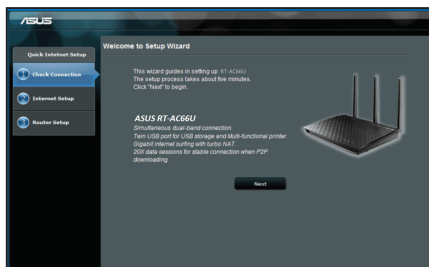 ASUS
Quick Internet Setup
Check Connection
Internet Setup
Router Setup
Welcome to Setup Wizard
This wizard guides in setting up RT-AC66U
The setup process takes about five minutes.
Click "Next" to begin.
ASUS RT-AC66U
Simultaneous dual-band connection.
Twin USB port for USB storage and Multi-functional printer.
Gigabit internet surfing with turbo NAT.
20X data sessions for stable connection when P2P
downloading.
Next